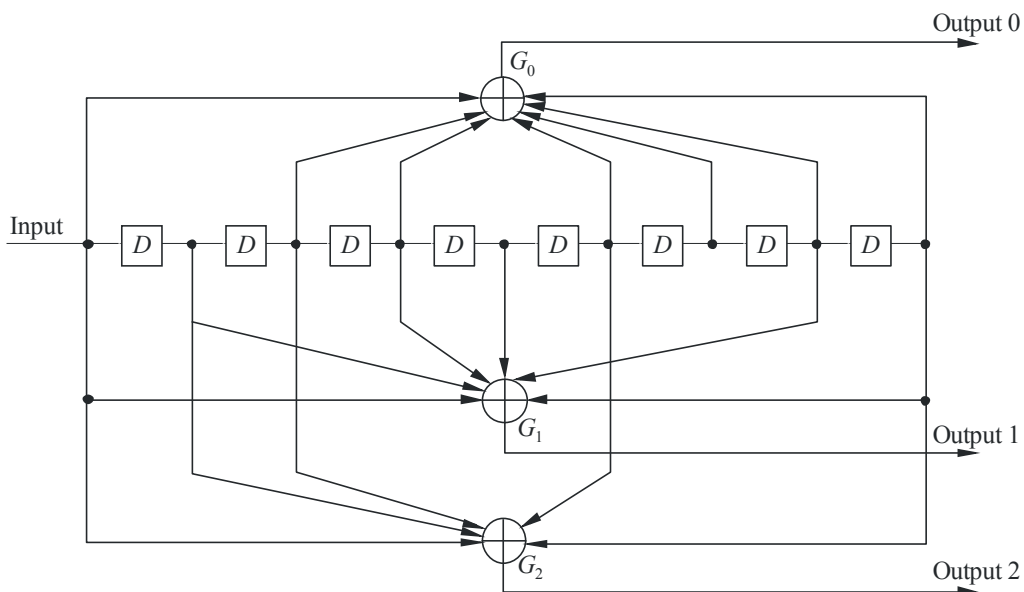 Output 0
G₀
Input
D D D D D D D D
G₁
Output 1
G₂
Output 2